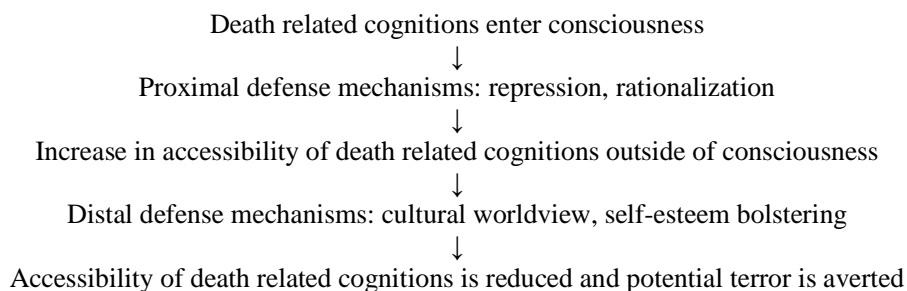 Death related cognitions enter consciousness
↓
Proximal defense mechanisms: repression, rationalization
↓
Increase in accessibility of death related cognitions outside of consciousness
↓
Distal defense mechanisms: cultural worldview, self-esteem bolstering
↓
Accessibility of death related cognitions is reduced and potential terror is averted